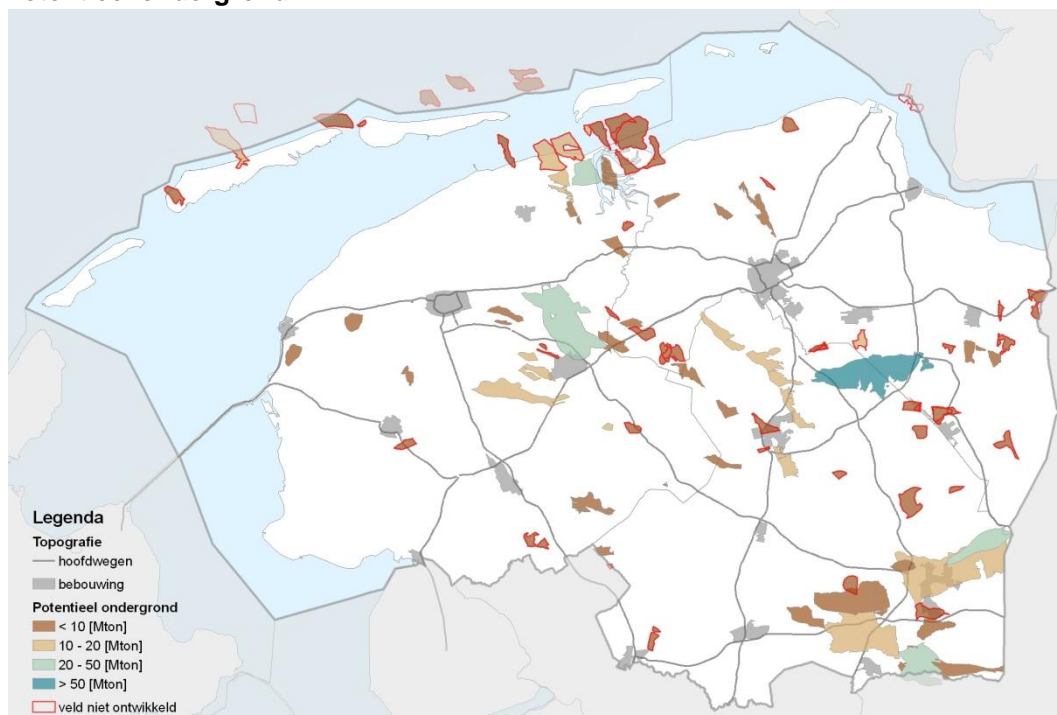 Legenda
Topografie
hoofdwegen
bebouwing
Potentieel ondergrond
< 10 [Mton]
10 - 20 [Mton]
20 - 50 [Mton]
> 50 [Mton]
veld niet ontwikkeld